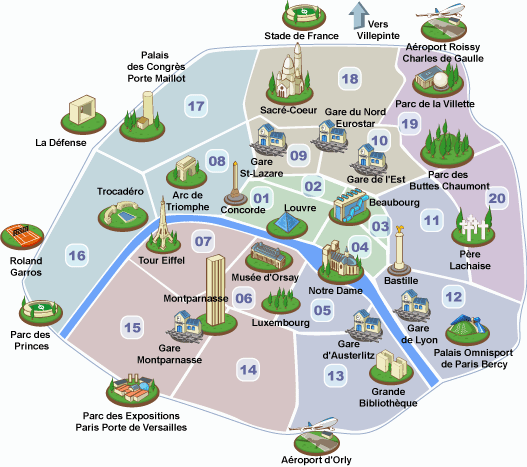 Stade de France
Vers
Villepinte
Aéroport Roissy
Charles de Gaulle
Palais
des Congrès
Porte Maillot
18
17
Sacré-Coeur
Parc de la Villette
La Défense
Gare du Nord
Eurostar
19
10
09
08
Gare
St-Lazare
Gare de l'Est
Parc des
Buttes Chaumont
Trocadéro
Arc de
Triomphe
Concorde
01
02
Louvre
Beaubourg
03
11
20
Père
Lachaise
Roland
Garros
16
Tour Eiffel
07
Musée d'Orsay
04
Notre Dame
Bastille
Montparnasse
06
Luxembourg
05
12
Parc des
Princes
15
Gare
Montparnasse
Gare
d'Austerlitz
Gare
de Lyon
Palais Omnisport
de Paris Bercy
14
13
Grande
Bibliothèque
Parc des Expositions
Paris Porte de Versailles
Aéroport d'Orly